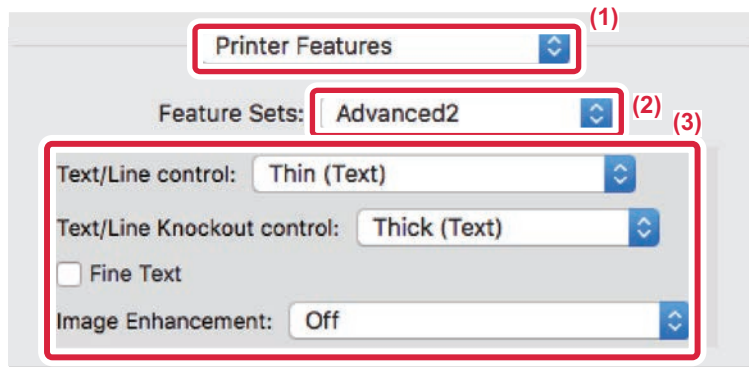 (1)
Printer Features
Feature Sets: Advanced2 (2)
(3)
Text/Line control: Thin (Text)
Text/Line Knockout control: Thick (Text)
Fine Text
Image Enhancement: Off